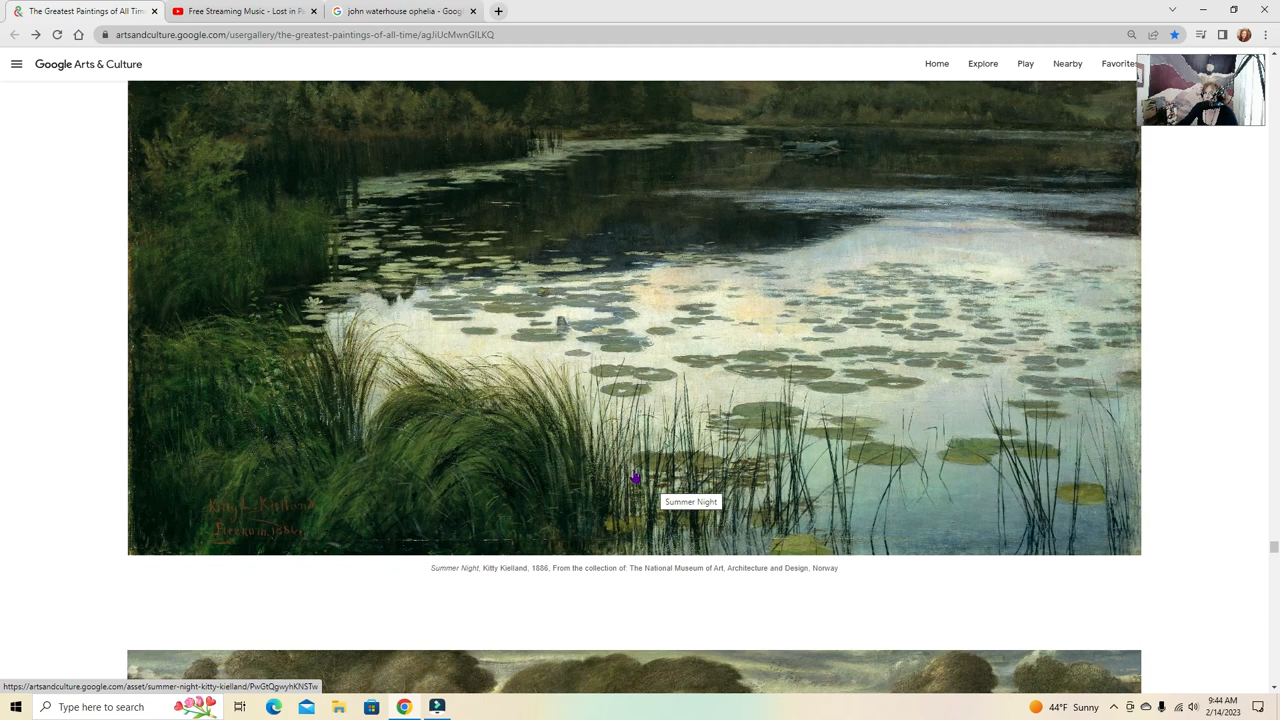 The Greatest Paintings of All Tim
Free Streaming Music - Lost in P
john waterhouse ophelia - Goog
artsandculture.google.com/usergallery/the-greatest-paintings-of-all-time/agJiUcMwnGILKQ
Google Arts & Culture
Home Explore Play Nearby Favorites
Kitty L. Kielland
1886.
Summer Night
Summer Night, Kitty Kielland, 1886, From the collection of: The National Museum of Art, Architecture and Design, Norway
https://artsandculture.google.com/asset/summer-night-kitty-kielland/PwGtQgwyhKNSTw
Type here to search
44°F Sunny
9:44 AM
2/14/2023